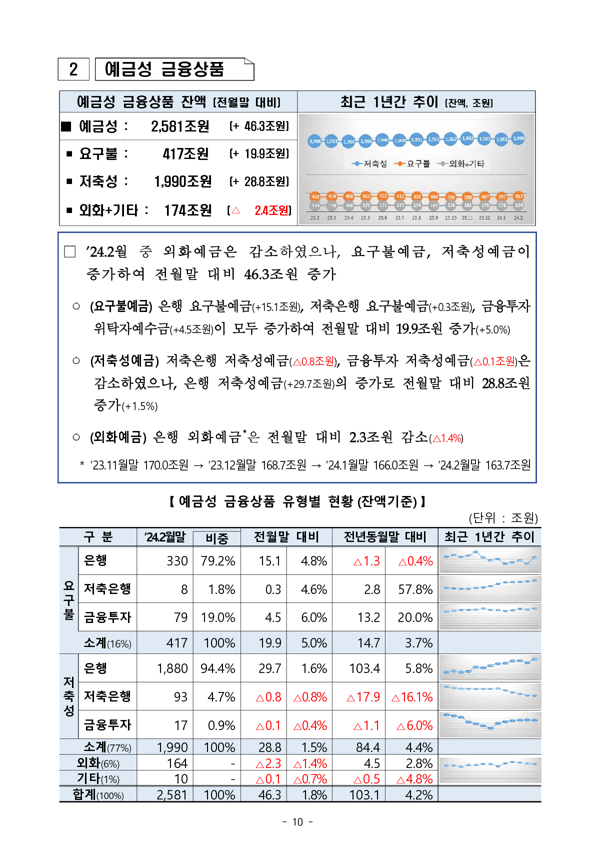 2 예금성 금융상품
예금성 금융상품 잔액 (전월말 대비) 최근 1년간 추이 (잔액, 조원)
■ 예금성 : 2,581조원 (+ 46.3조원)
▪ 요구불 : 417조원 (+ 19.9조원)
▪ 저축성 : 1,990조원 (+ 28.8조원)
▪ 외화+기타 : 174조원 (△ 2.4조원)
저축성 요구불 외화+기타
23.2 23.3 23.4 23.5 23.6 23.7 23.8 23.9 23.10 23.11 23.12 24.1 24.2
□ ’24.2월 중 외화예금은 감소하였으나, 요구불예금, 저축성예금이
증가하여 전월말 대비 46.3조원 증가
○ (요구불예금) 은행 요구불예금(+15.1조원), 저축은행 요구불예금(+0.3조원), 금융투자
위탁자예수금(+4.5조원)이 모두 증가하여 전월말 대비 19.9조원 증가(+5.0%)
○ (저축성예금) 저축은행 저축성예금(△0.8조원), 금융투자 저축성예금(△0.1조원)은
감소하였으나, 은행 저축성예금(+29.7조원)의 증가로 전월말 대비 28.8조원
증가(+1.5%)
○ (외화예금) 은행 외화예금*은 전월말 대비 2.3조원 감소(△1.4%)
* ’23.11월말 170.0조원 → ’23.12월말 168.7조원 → ’24.1월말 166.0조원 → ’24.2월말 163.7조원
【 예금성 금융상품 유형별 현황 (잔액기준) 】
(단위 : 조원)
구 분 ’24.2월말 비중 전월말 대비 전년동월말 대비 최근 1년간 추이
요구불
은행 330 79.2% 15.1 4.8% △1.3 △0.4%
저축은행 8 1.8% 0.3 4.6% 2.8 57.8%
금융투자 79 19.0% 4.5 6.0% 13.2 20.0%
소계(16%) 417 100% 19.9 5.0% 14.7 3.7%
저축성
은행 1,880 94.4% 29.7 1.6% 103.4 5.8%
저축은행 93 4.7% △0.8 △0.8% △17.9 △16.1%
금융투자 17 0.9% △0.1 △0.4% △1.1 △6.0%
소계(77%) 1,990 100% 28.8 1.5% 84.4 4.4%
외화(6%) 164 - △2.3 △1.4% 4.5 2.8%
기타(1%) 10 - △0.1 △0.7% △0.5 △4.8%
합계(100%) 2,581 100% 46.3 1.8% 103.1 4.2%
- 10 -